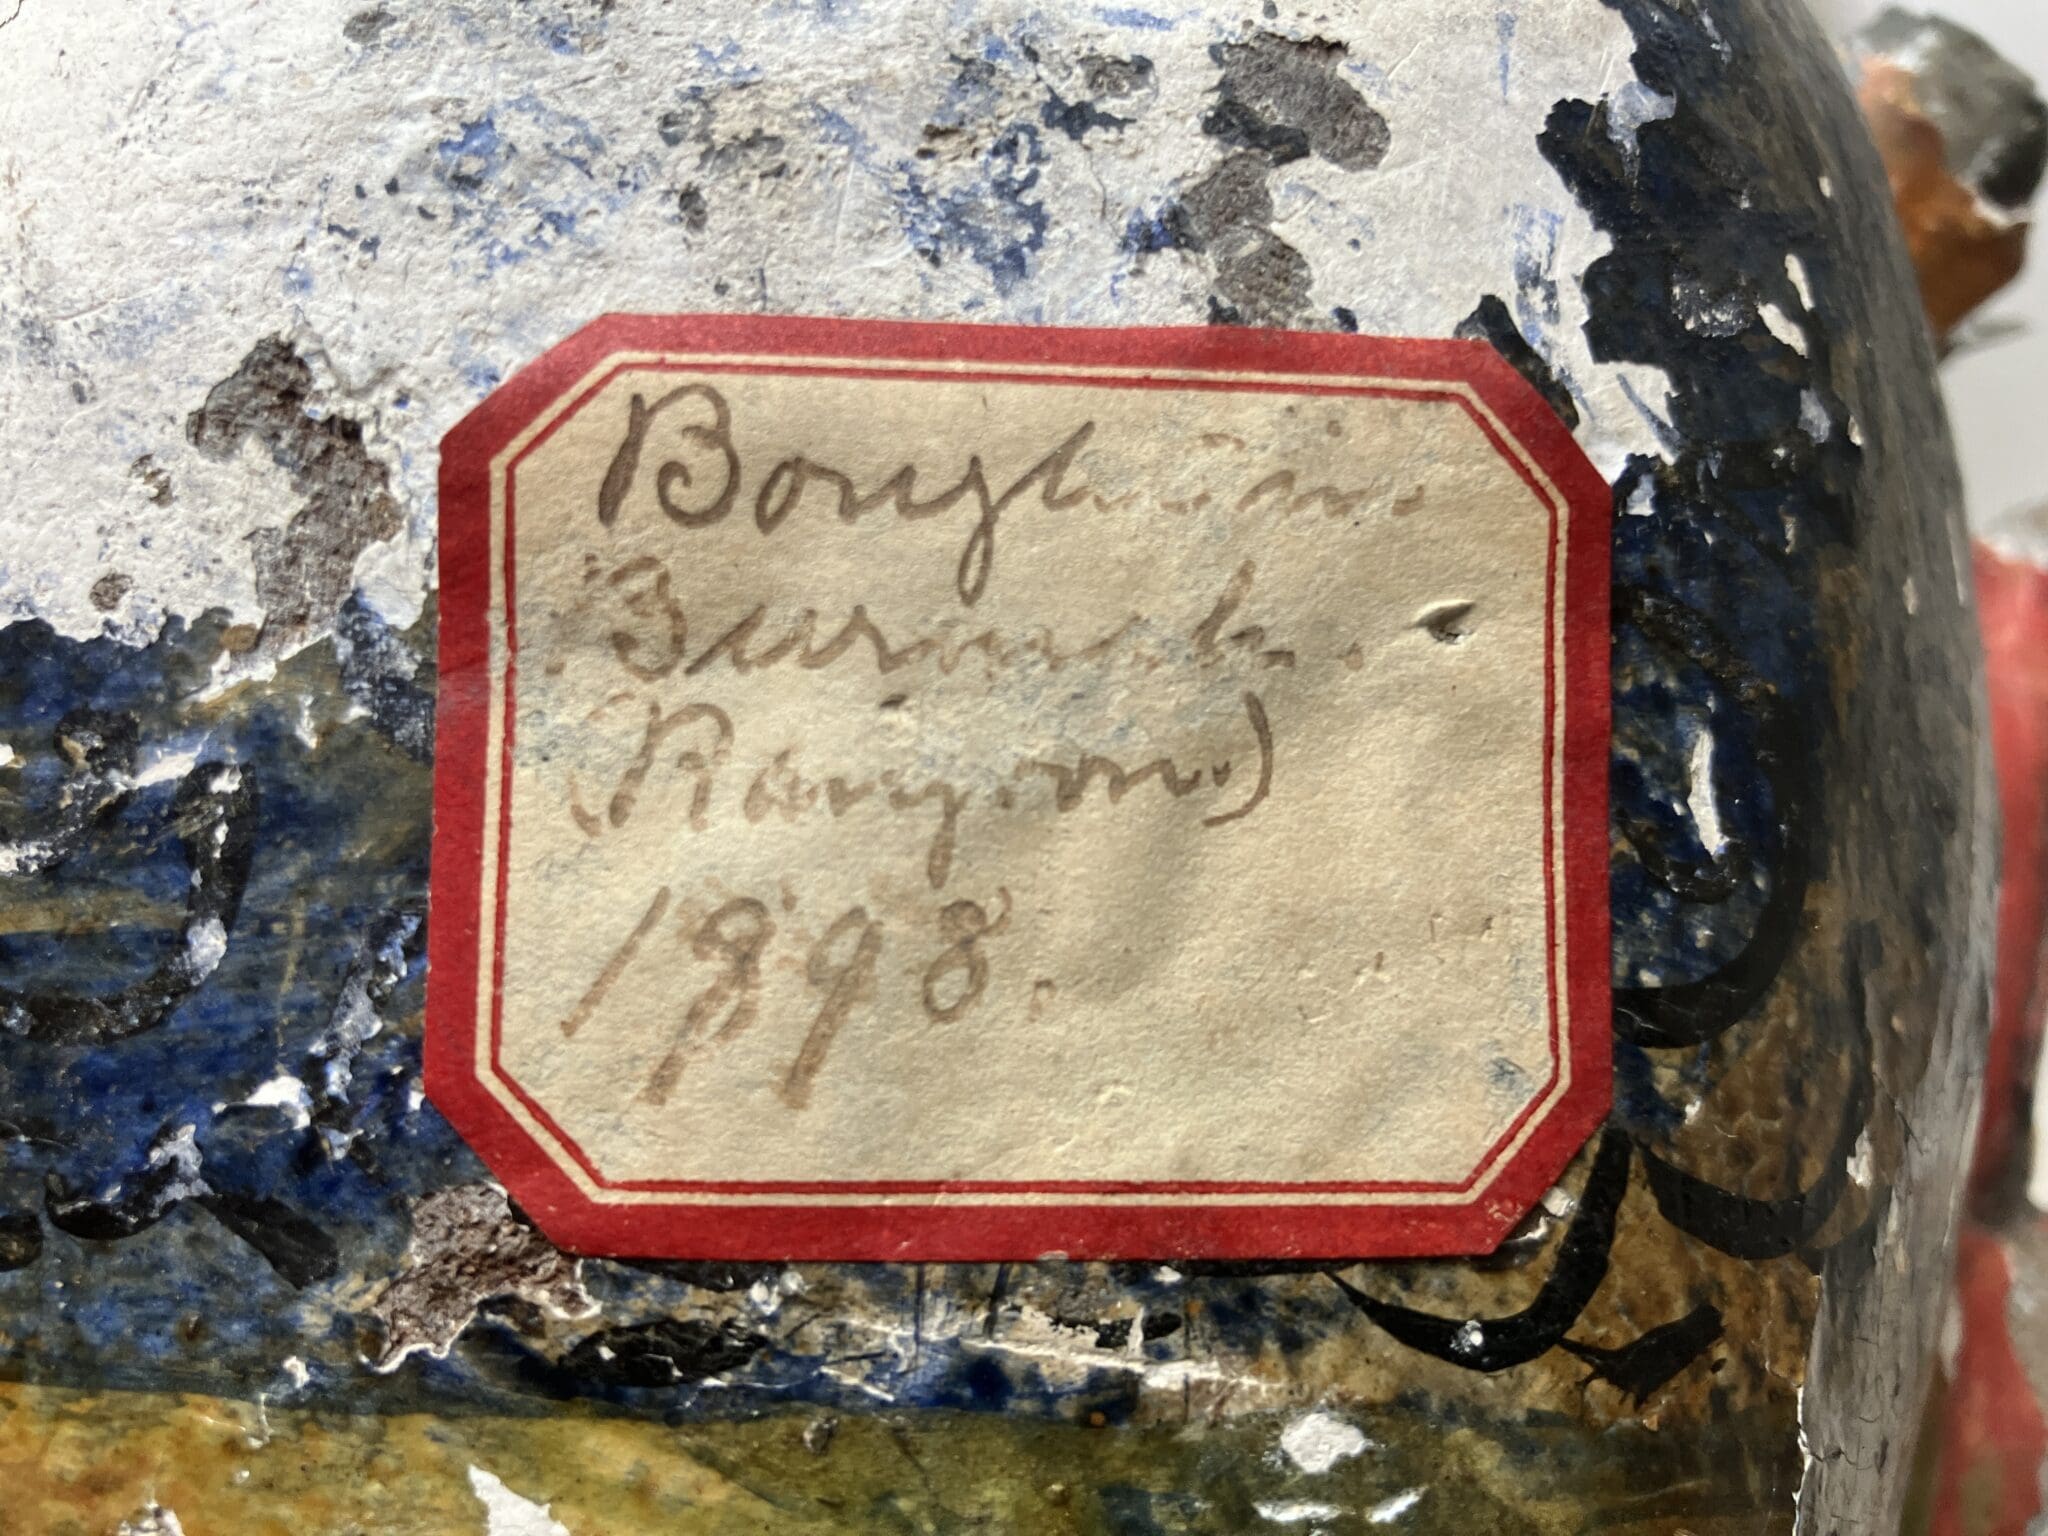 Bought in
Burmah.
(Rangoon)
1898.